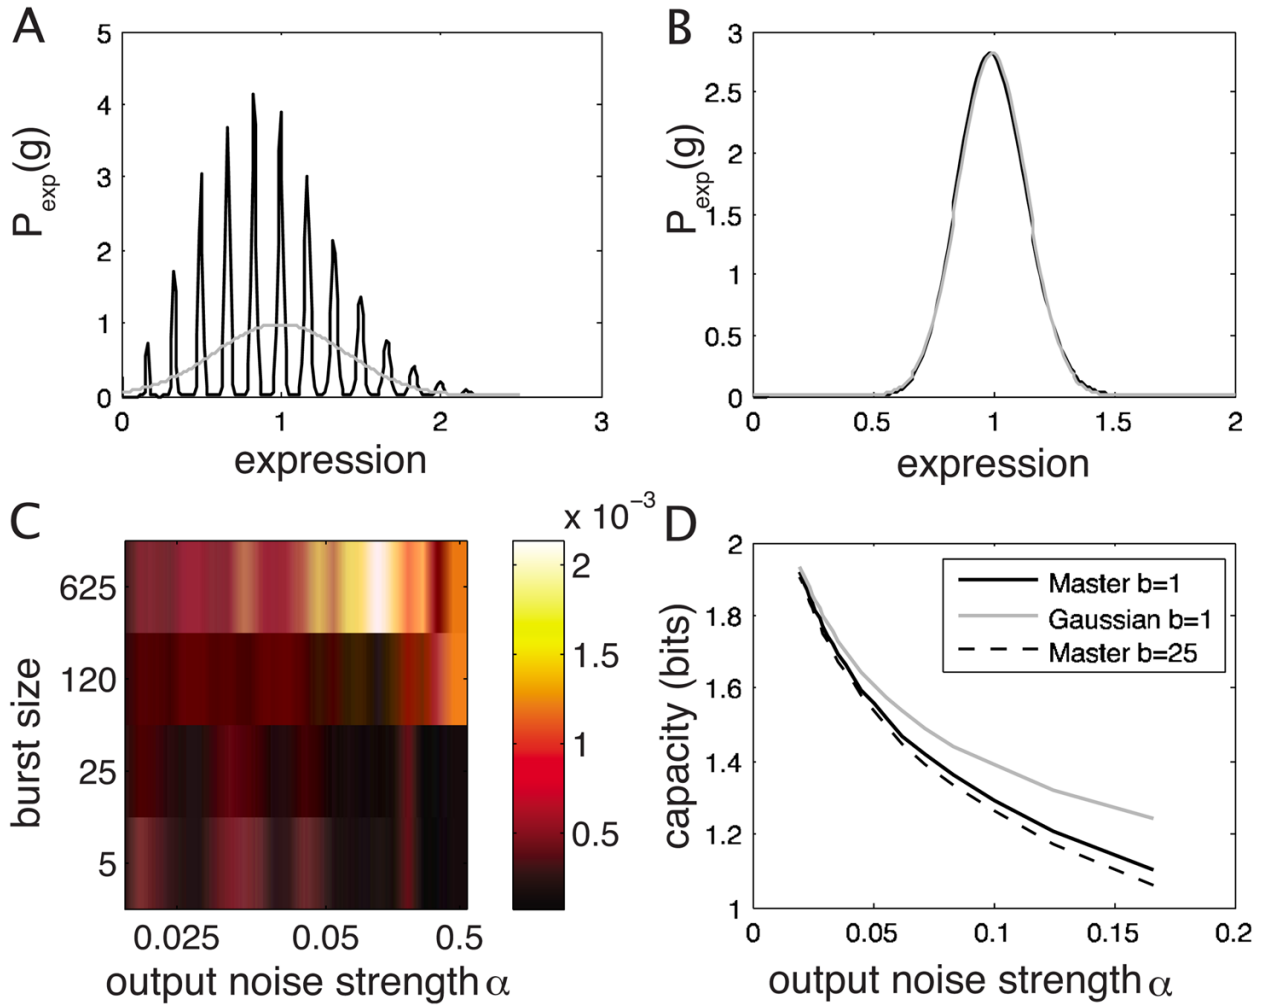 A
5
4
3
2
1
0
P_exp(g)
0 1 2 3
expression
B
3
2.5
2
1.5
1
0.5
0
P_exp(g)
0 0.5 1 1.5 2
expression
C
625
120
25
5
burst size
0.025 0.05 0.5
output noise strength α
x 10⁻³
2
1.5
1
0.5
D
2
1.8
1.6
1.4
1.2
1
capacity (bits)
Master b=1
Gaussian b=1
Master b=25
0 0.05 0.1 0.15 0.2
output noise strength α